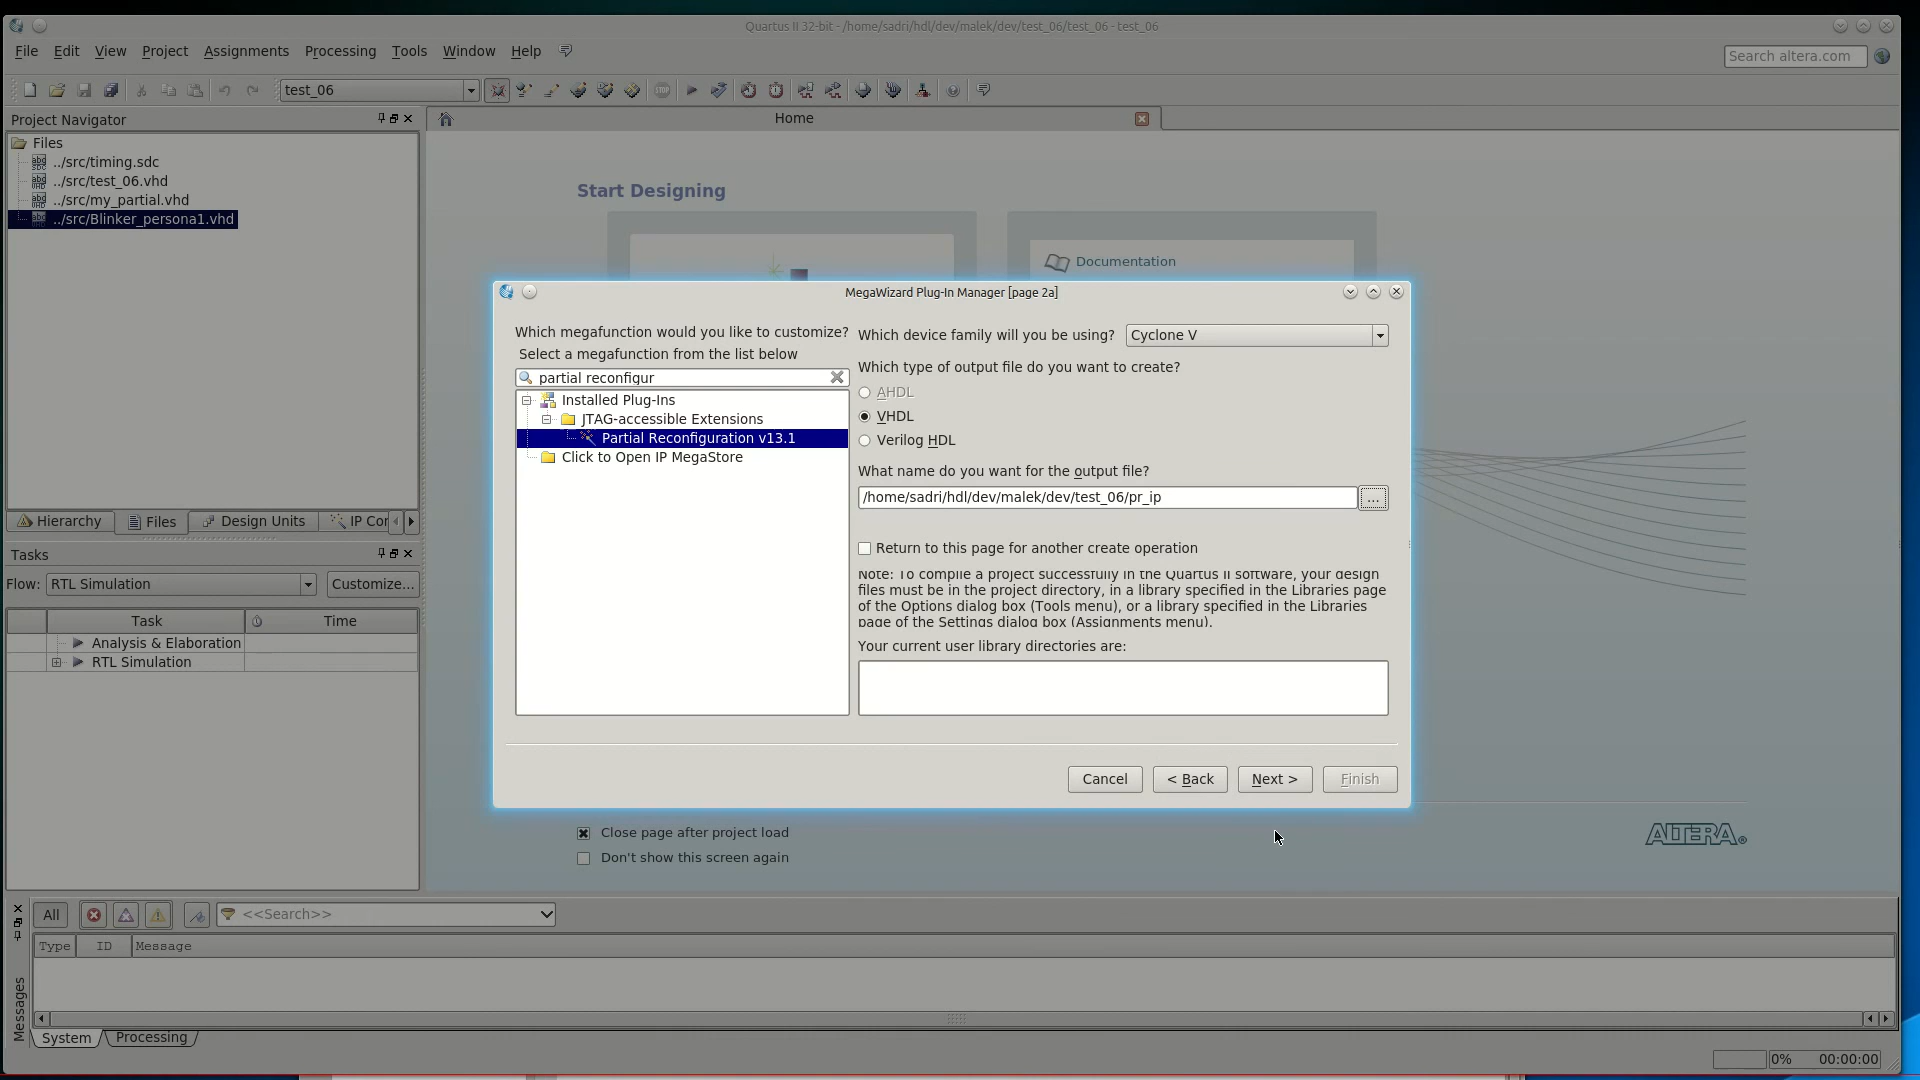 Quartus II 32-bit - /home/sadri/hdl/dev/malek/dev/test_06/test_06 - test_06
File Edit View Project Assignments Processing Tools Window Help
Search altera.com
test_06
STOP
Project Navigator
Home
Files
../src/timing.sdc
../src/test_06.vhd
../src/my_partial.vhd
../src/Blinker_persona1.vhd
Start Designing
Documentation
MegaWizard Plug-In Manager [page 2a]
Which megafunction would you like to customize?
Select a megafunction from the list below
partial reconfigur
Installed Plug-Ins
JTAG-accessible Extensions
Partial Reconfiguration v13.1
Click to Open IP MegaStore
Which device family will you be using? Cyclone V
Which type of output file do you want to create?
AHDL
VHDL
Verilog HDL
What name do you want for the output file?
/home/sadri/hdl/dev/malek/dev/test_06/pr_ip
...
Return to this page for another create operation
Note: To compile a project successfully in the Quartus II software, your design
files must be in the project directory, in a library specified in the Libraries page
of the Options dialog box (Tools menu), or a library specified in the Libraries
page of the Settings dialog box (Assignments menu).
Your current user library directories are:
Cancel < Back Next > Finish
Hierarchy Files Design Units IP Cor
Tasks
Flow: RTL Simulation Customize...
Task Time
Analysis & Elaboration
RTL Simulation
Close page after project load
Don't show this screen again
ALTERA®
All <<Search>>
Type ID Message
Messages
System Processing
0% 00:00:00